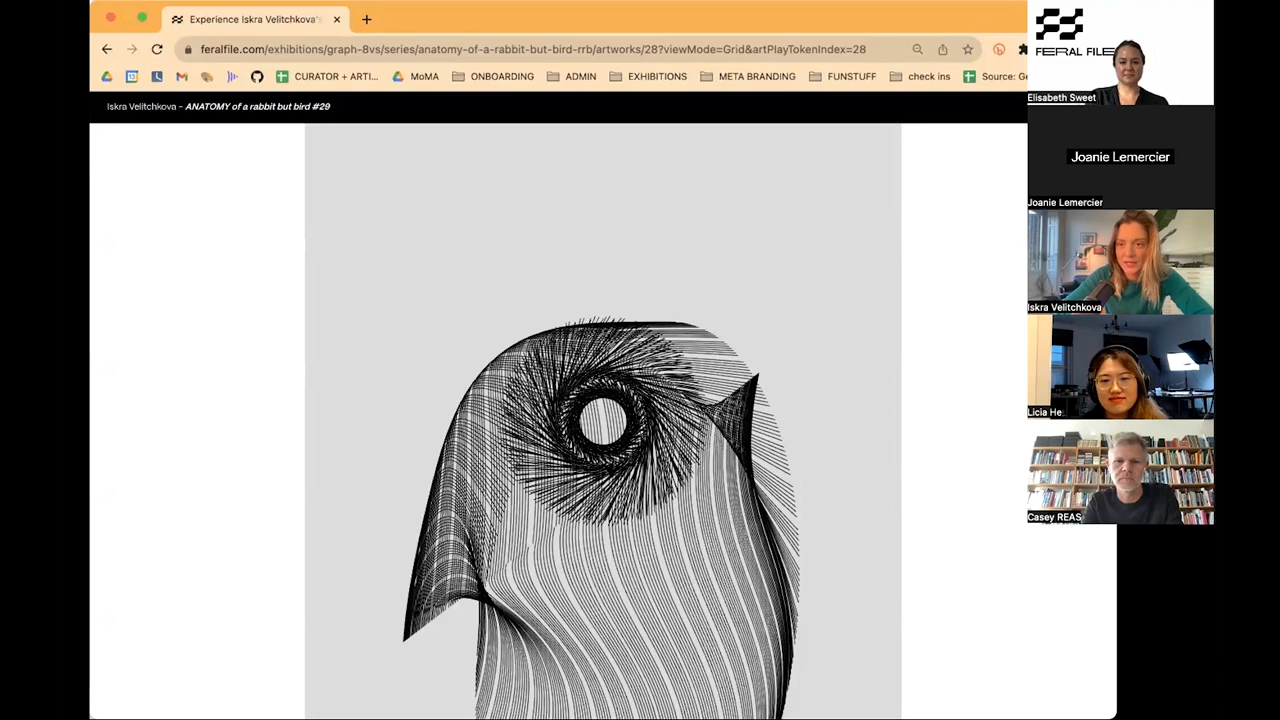 Experience Iskra Velitchkova's
feralfile.com/exhibitions/graph-8vs/series/anatomy-of-a-rabbit-but-bird-rrb/artworks/28?viewMode=Grid&artPlayTokenIndex=28
CURATOR + ARTI... MoMA ONBOARDING ADMIN EXHIBITIONS META BRANDING FUNSTUFF check ins Source: Ge
Iskra Velitchkova – ANATOMY of a rabbit but bird #29
FERAL FILE
Elisabeth Sweet
Joanie Lemercier
Joanie Lemercier
Iskra Velitchkova
Licia He
Casey REAS